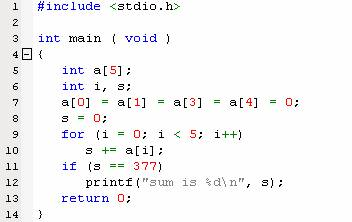 1 #include <stdio.h>
2
3 int main ( void )
4 {
5 int a[5];
6 int i, s;
7 a[0] = a[1] = a[3] = a[4] = 0;
8 s = 0;
9 for (i = 0; i < 5; i++)
10 s += a[i];
11 if (s == 377)
12 printf("sum is %d\n", s);
13 return 0;
14 }